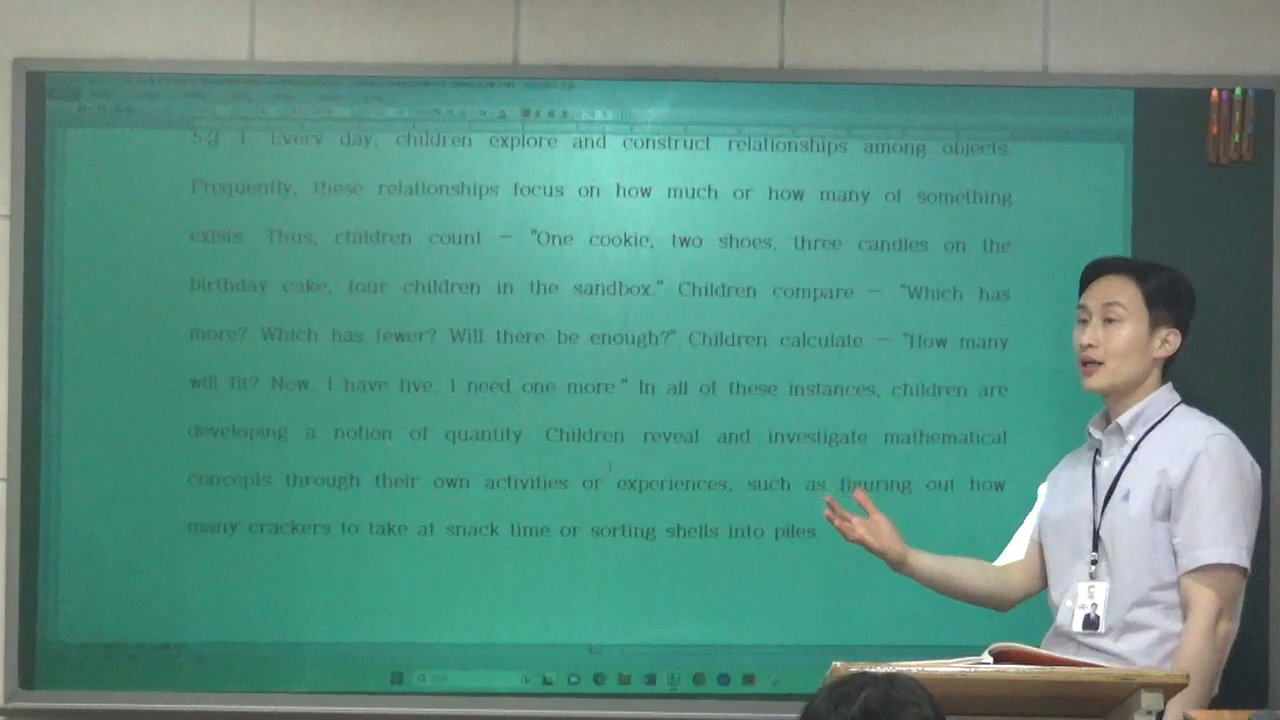 5강 1 Every day, children explore and construct relationships among objects.
Frequently, these relationships focus on how much or how many of something
exists. Thus, children count - "One cookie, two shoes, three candles on the
birthday cake, four children in the sandbox." Children compare - "Which has
more? Which has fewer? Will there be enough?" Children calculate - "How many
will fit? Now, I have five. I need one more." In all of these instances, children are
developing a notion of quantity. Children reveal and investigate mathematical
concepts through their own activities or experiences, such as figuring out how
many crackers to take at snack time or sorting shells into piles.